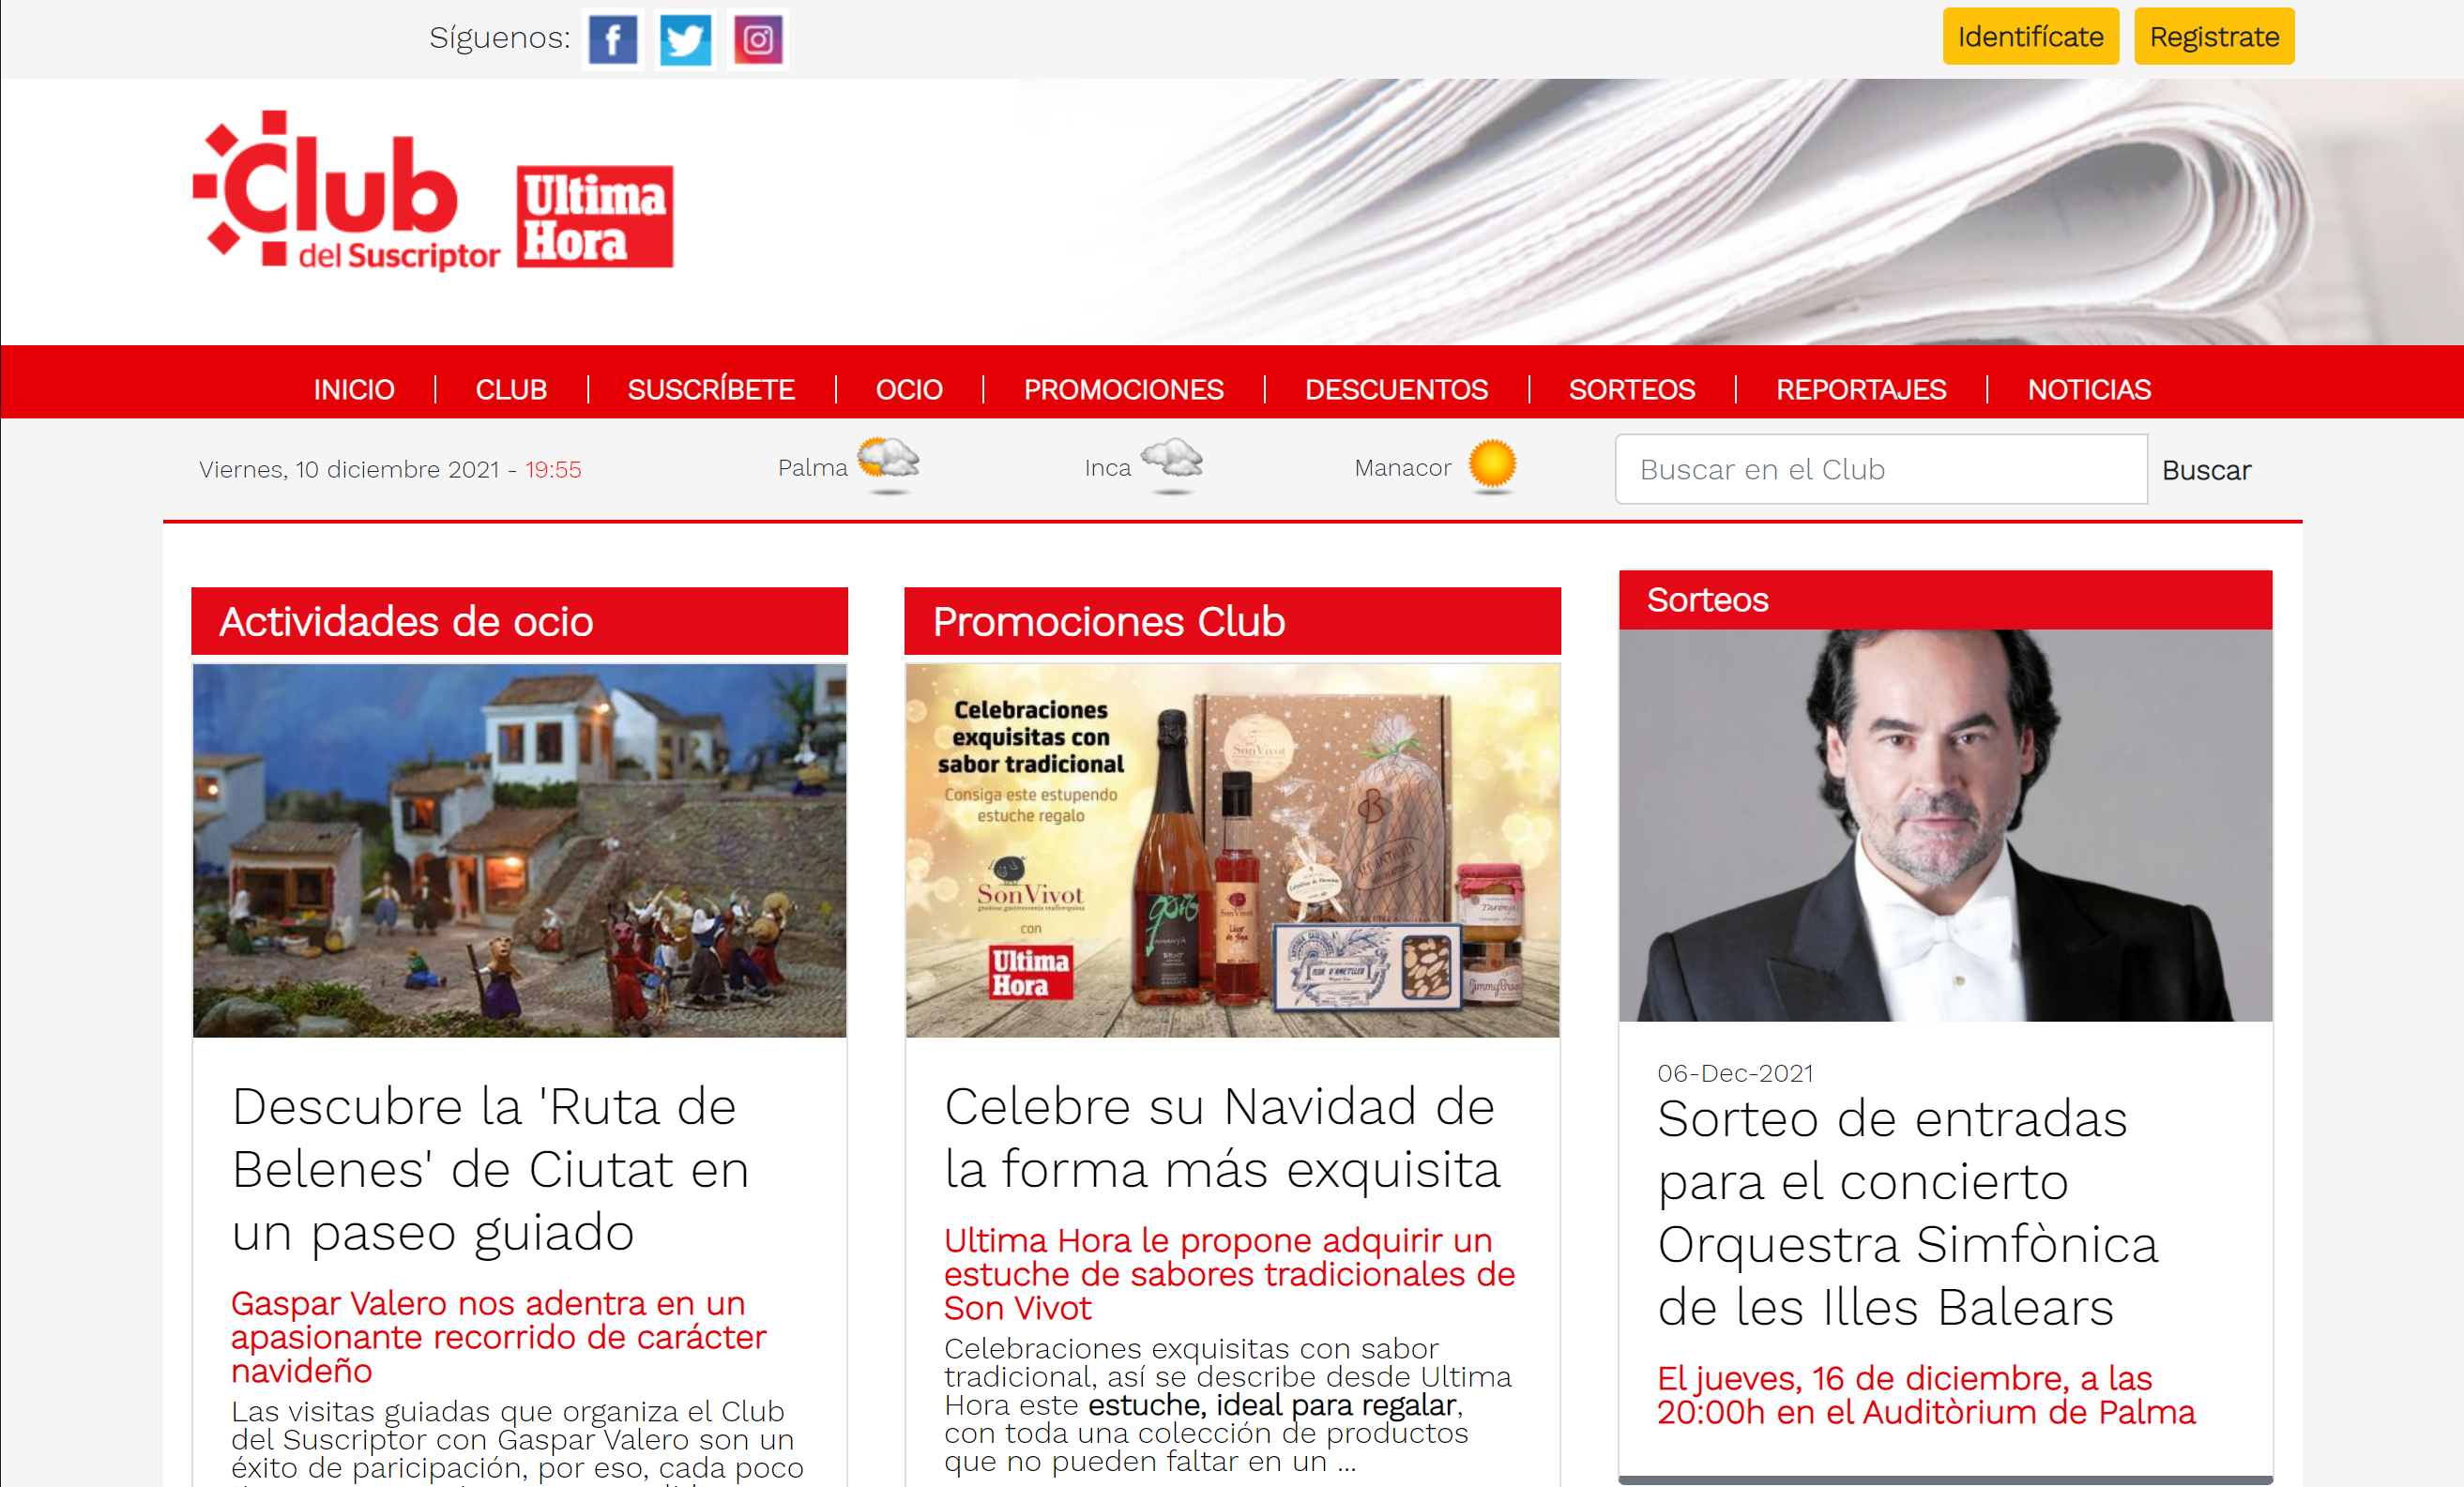 Síguenos:
Identifícate
Registrate
Club
del Suscriptor
Ultima
Hora
INICIO
CLUB
SUSCRÍBETE
OCIO
PROMOCIONES
DESCUENTOS
SORTEOS
REPORTAJES
NOTICIAS
Viernes, 10 diciembre 2021 - 19:55
Palma
Inca
Manacor
Buscar en el Club
Buscar
Actividades de ocio
Descubre la 'Ruta de
Belenes' de Ciutat en
un paseo guiado
Gaspar Valero nos adentra en un
apasionante recorrido de carácter
navideño
Las visitas guiadas que organiza el Club
del Suscriptor con Gaspar Valero son un
éxito de paricipación, por eso, cada poco
Promociones Club
Celebraciones
exquisitas con
sabor tradicional
Consiga este estupendo
estuche regalo
Son Vivot
con
Ultima
Hora
Son Vivot
Taronja
FLOR D'AMETLLER
Celebre su Navidad de
la forma más exquisita
Ultima Hora le propone adquirir un
estuche de sabores tradicionales de
Son Vivot
Celebraciones exquisitas con sabor
tradicional, así se describe desde Ultima
Hora este estuche, ideal para regalar,
con toda una colección de productos
que no pueden faltar en un ...
Sorteos
06-Dec-2021
Sorteo de entradas
para el concierto
Orquestra Simfònica
de les Illes Balears
El jueves, 16 de diciembre, a las
20:00h en el Auditòrium de Palma